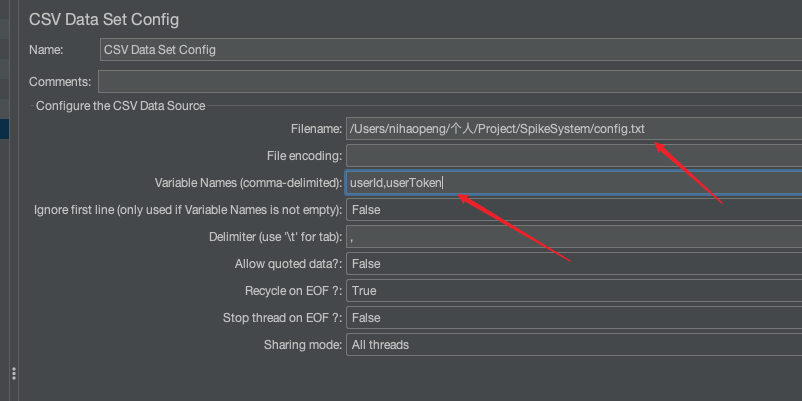 CSV Data Set Config
Name: CSV Data Set Config
Comments:
Configure the CSV Data Source
Filename: /Users/nihaopeng/个人/Project/SpikeSystem/config.txt
File encoding:
Variable Names (comma-delimited): userId,userToken
Ignore first line (only used if Variable Names is not empty): False
Delimiter (use '\t' for tab): ,
Allow quoted data?: False
Recycle on EOF ?: True
Stop thread on EOF ?: False
Sharing mode: All threads